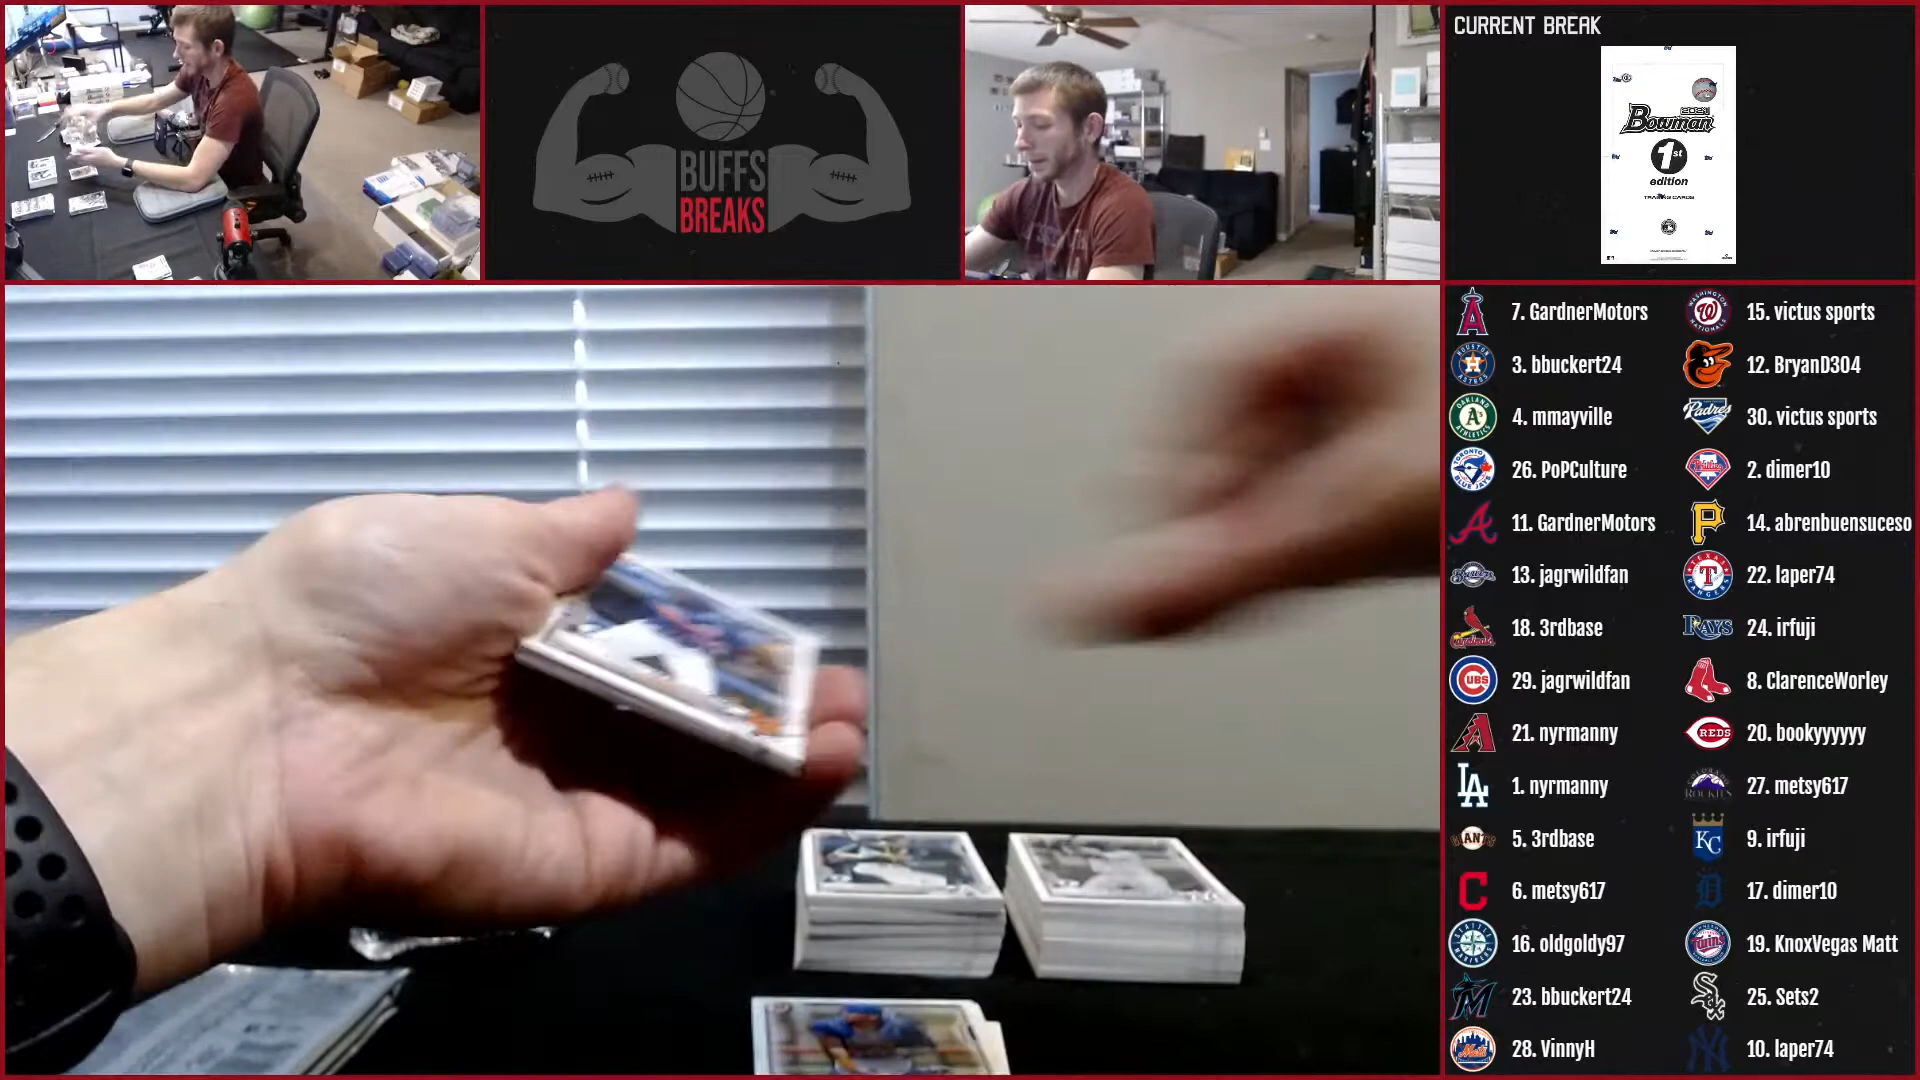 CURRENT BREAK
Bowman
1st
edition
TRADING CARDS
BUFFS
BREAKS
7. GardnerMotors
15. victus sports
3. bbuckert24
12. BryanD304
4. mmayville
30. victus sports
26. PoPCulture
2. dimer10
11. GardnerMotors
14. abrenbuensuceso
13. jagrwildfan
22. laper74
18. 3rdbase
24. irfuji
29. jagrwildfan
8. ClarenceWorley
21. nyrmanny
20. bookyyyyyy
1. nyrmanny
27. metsy617
5. 3rdbase
9. irfuji
6. metsy617
17. dimer10
16. oldgoldy97
19. KnoxVegas Matt
23. bbuckert24
25. Sets2
28. VinnyH
10. laper74